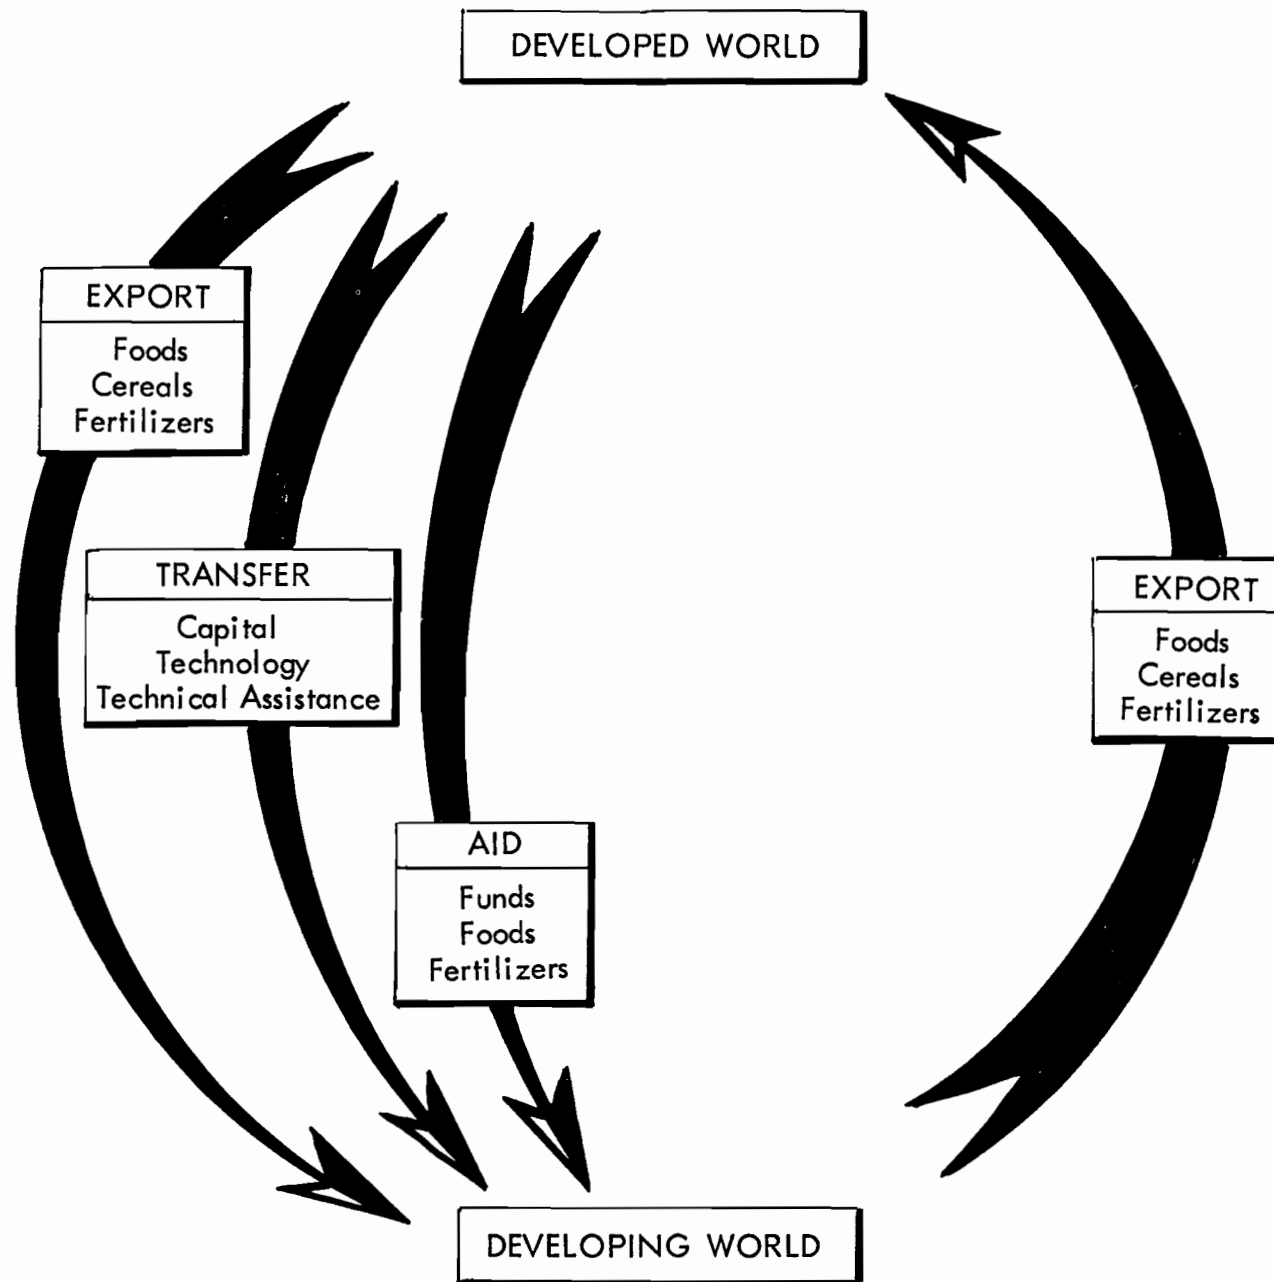 DEVELOPED WORLD
EXPORT
Foods
Cereals
Fertilizers
TRANSFER
Capital
Technology
Technical Assistance
AID
Funds
Foods
Fertilizers
EXPORT
Foods
Cereals
Fertilizers
DEVELOPING WORLD